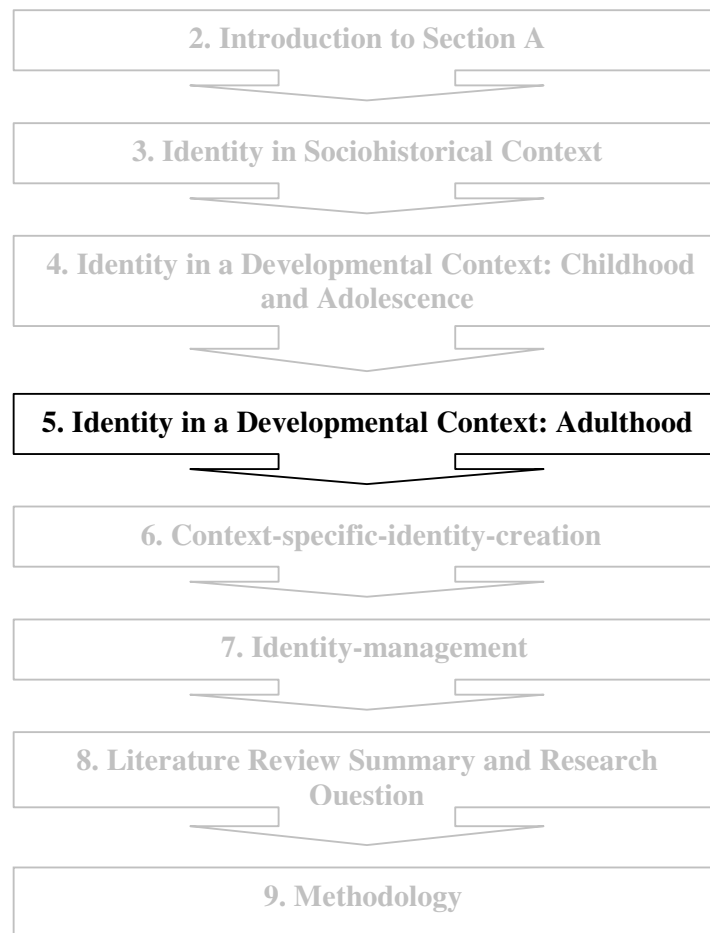 2. Introduction to Section A
3. Identity in Sociohistorical Context
4. Identity in a Developmental Context: Childhood
and Adolescence
5. Identity in a Developmental Context: Adulthood
6. Context-specific-identity-creation
7. Identity-management
8. Literature Review Summary and Research
Question
9. Methodology